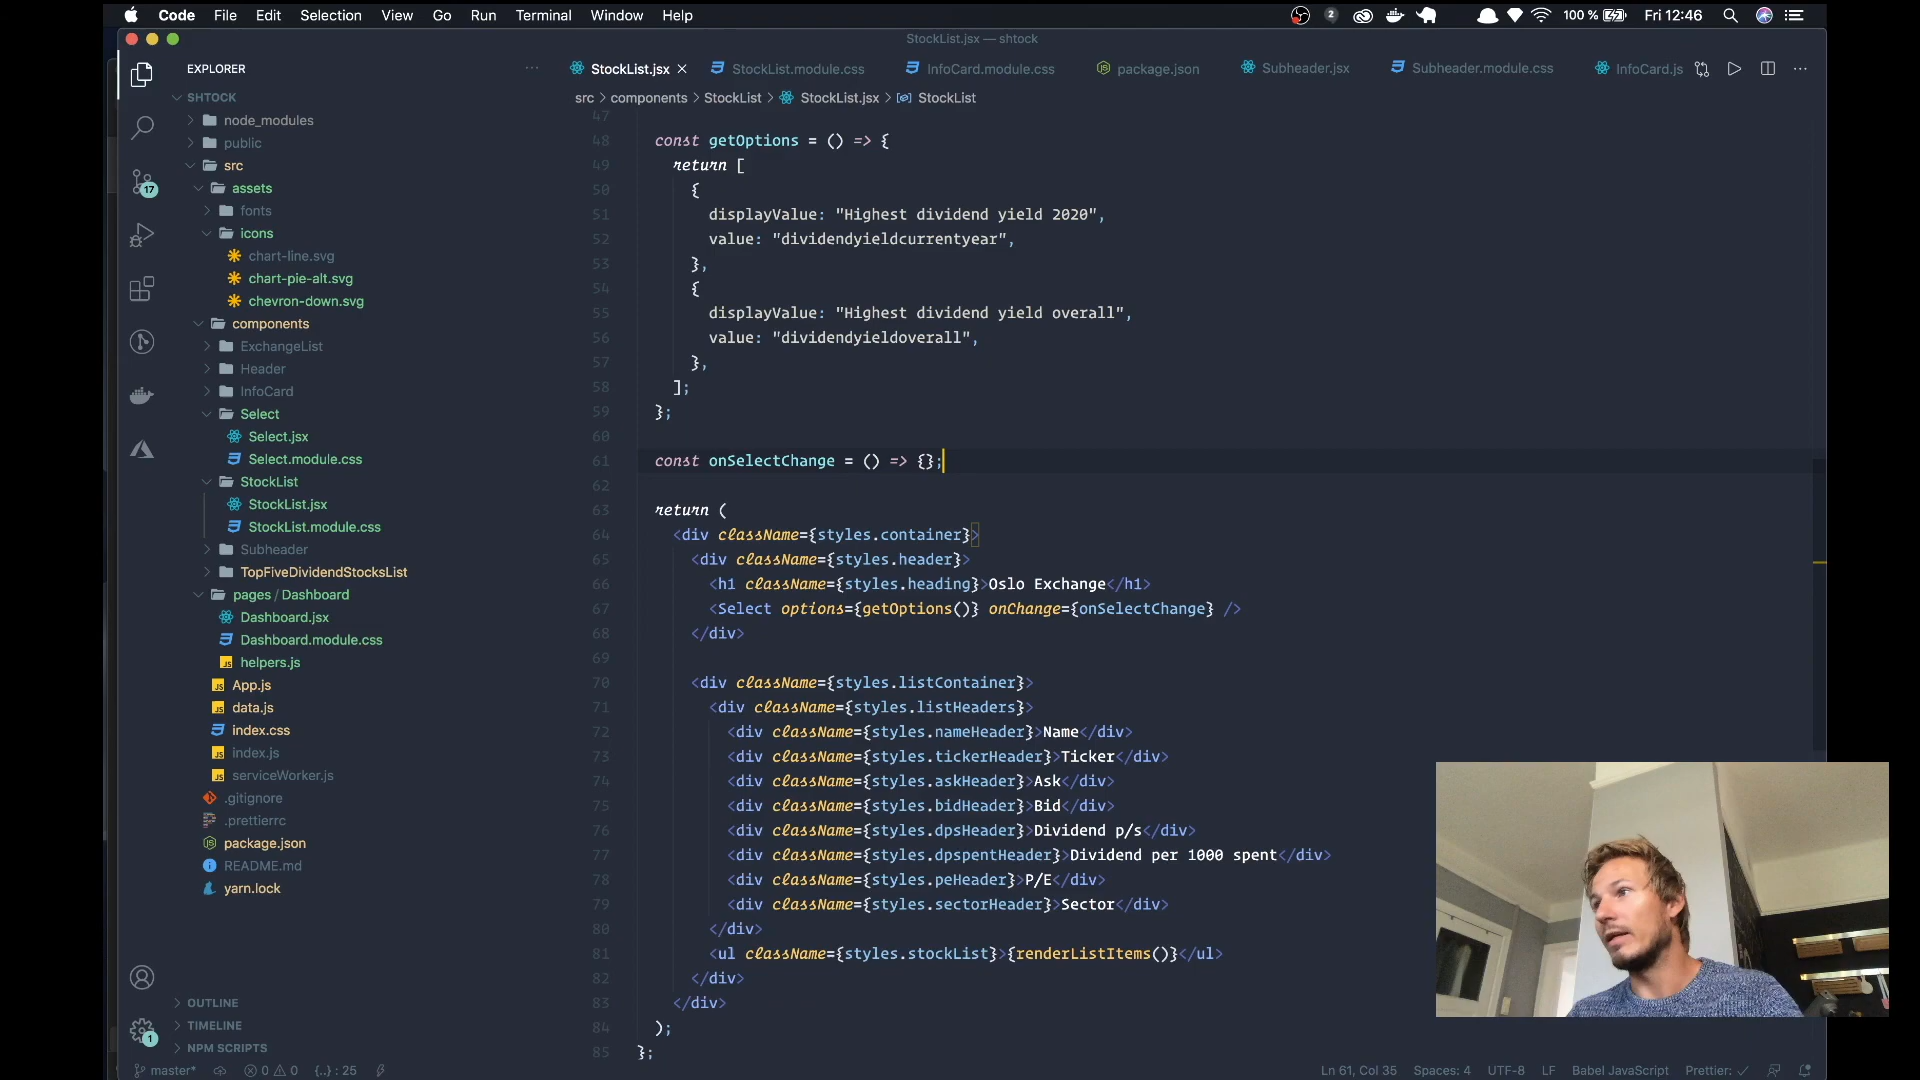 Code File Edit Selection View Go Run Terminal Window Help
2 100 % Fri 12:46
StockList.jsx — shtock
EXPLORER
StockList.jsx StockList.module.css InfoCard.module.css package.json Subheader.jsx Subheader.module.css InfoCard.js
SHTOCK
src > components > StockList > StockList.jsx > StockList
node_modules
public
src
assets
fonts
icons
chart-line.svg
chart-pie-alt.svg
chevron-down.svg
components
ExchangeList
Header
InfoCard
Select
Select.jsx
Select.module.css
StockList
StockList.jsx
StockList.module.css
Subheader
TopFiveDividendStocksList
pages / Dashboard
Dashboard.jsx
Dashboard.module.css
helpers.js
App.js
data.js
index.css
index.js
serviceWorker.js
.gitignore
.prettierrc
package.json
README.md
yarn.lock
OUTLINE
TIMELINE
NPM SCRIPTS
17
1
47
48 const getOptions = () => {
49 return [
50 {
51 displayValue: "Highest dividend yield 2020",
52 value: "dividendyieldcurrentyear",
53 },
54 {
55 displayValue: "Highest dividend yield overall",
56 value: "dividendyieldoverall",
57 },
58 ];
59 };
60
61 const onSelectChange = () => {};
62
63 return (
64 <div className={styles.container}>
65 <div className={styles.header}>
66 <h1 className={styles.heading}>Oslo Exchange</h1>
67 <Select options={getOptions()} onChange={onSelectChange} />
68 </div>
69
70 <div className={styles.listContainer}>
71 <div className={styles.listHeaders}>
72 <div className={styles.nameHeader}>Name</div>
73 <div className={styles.tickerHeader}>Ticker</div>
74 <div className={styles.askHeader}>Ask</div>
75 <div className={styles.bidHeader}>Bid</div>
76 <div className={styles.dpsHeader}>Dividend p/s</div>
77 <div className={styles.dpspentHeader}>Dividend per 1000 spent</div>
78 <div className={styles.peHeader}>P/E</div>
79 <div className={styles.sectorHeader}>Sector</div>
80 </div>
81 <ul className={styles.stockList}>{renderListItems()}</ul>
82 </div>
83 </div>
84 );
85 };
master* 0 0 {..} : 25 Ln 61, Col 35 Spaces: 4 UTF-8 LF Babel JavaScript Prettier: ✓